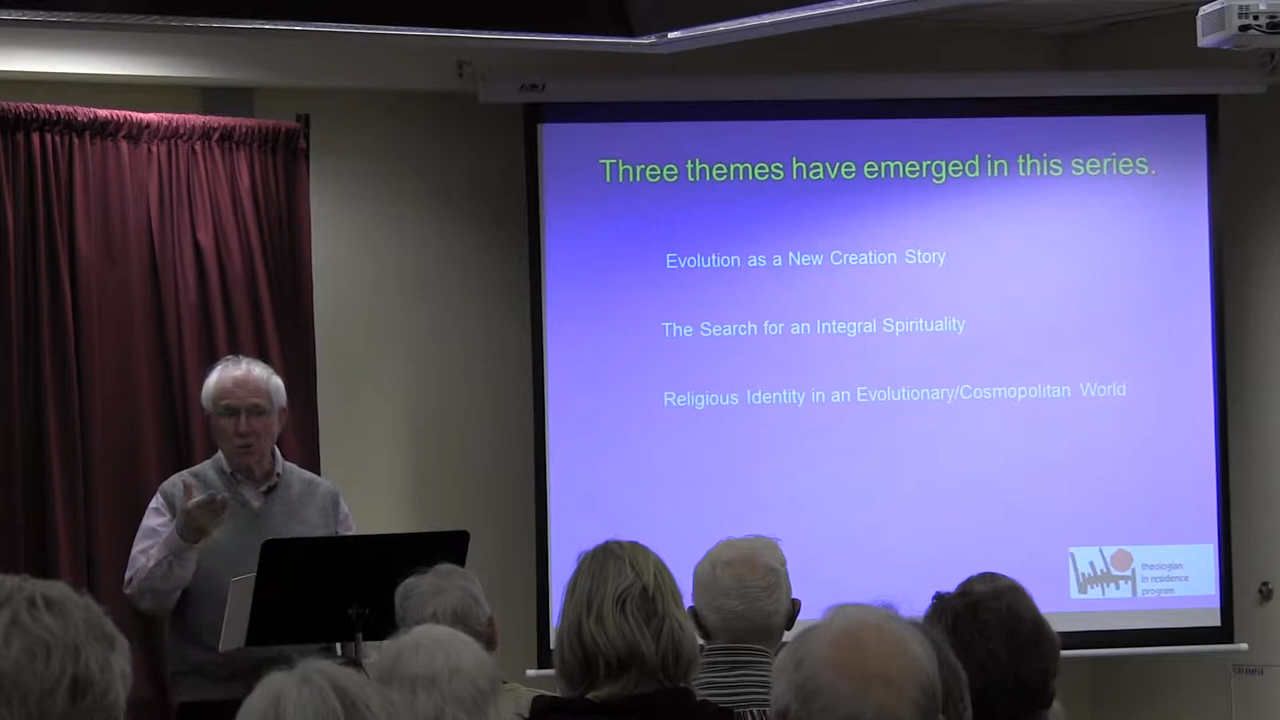 Three themes have emerged in this series.
Evolution as a New Creation Story
The Search for an Integral Spirituality
Religious Identity in an Evolutionary/Cosmopolitan World
theologian
in residence
program